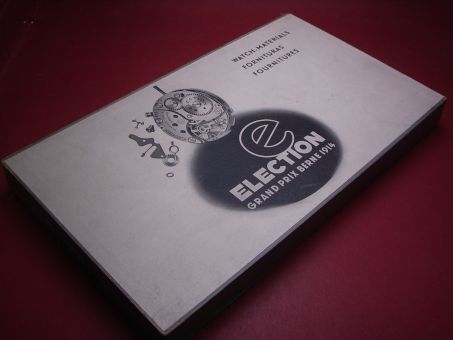 WATCH-MATERIALS
FORNITURAS
FOURNITURES
e
ELECTION
GRAND PRIX BERNE 1914